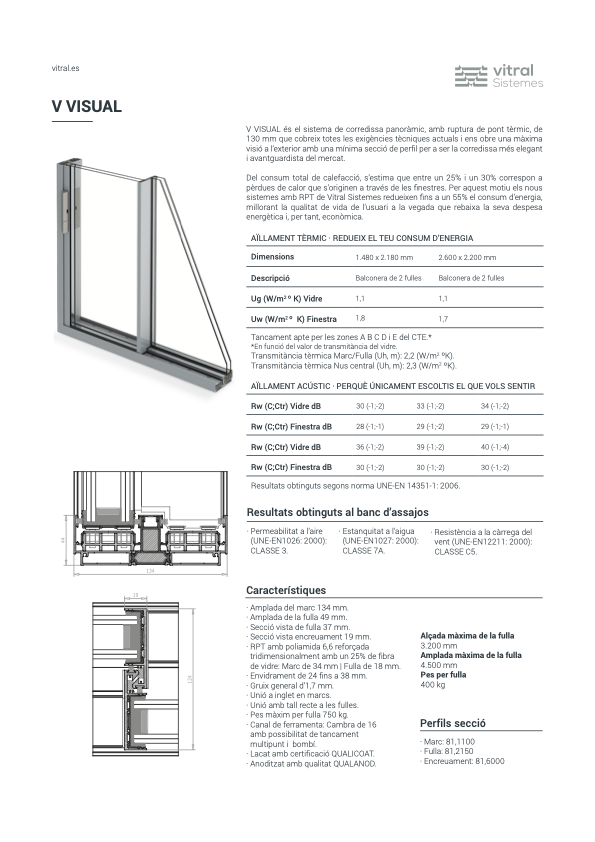 vitral.es
vitral
Sistemes
V VISUAL
V VISUAL és el sistema de corredissa panoràmic, amb ruptura de pont tèrmic, de
130 mm que cobreix totes les exigències tècniques actuals i ens obre una màxima
visió a l'exterior amb una mínima secció de perfil per a ser la corredissa més elegant
i avantguardista del mercat.
Del consum total de calefacció, s'estima que entre un 25% i un 30% correspon a
pèrdues de calor que s'originen a través de les finestres. Per aquest motiu els nous
sistemes amb RPT de Vitral Sistemes redueixen fins a un 55% el consum d'energia,
millorant la qualitat de vida de l'usuari a la vegada que rebaixa la seva despesa
energètica i, per tant, econòmica.
AÏLLAMENT TÈRMIC · REDUEIX EL TEU CONSUM D'ENERGIA
Dimensions 1.480 x 2.180 mm 2.600 x 2.200 mm
Descripció Balconera de 2 fulles Balconera de 2 fulles
Ug (W/m² º K) Vidre 1,1 1,1
Uw (W/m² º K) Finestra 1,8 1,7
Tancament apte per les zones A B C D i E del CTE.*
*En funció del valor de transmitància del vidre.
Transmitància tèrmica Marc/Fulla (Uh, m): 2,2 (W/m² ºK).
Transmitància tèrmica Nus central (Uh, m): 2,3 (W/m² ºK).
AÏLLAMENT ACÚSTIC · PERQUÈ ÚNICAMENT ESCOLTIS EL QUE VOLS SENTIR
Rw (C;Ctr) Vidre dB 30 (-1;-2) 33 (-1;-2) 34 (-1;-2)
Rw (C;Ctr) Finestra dB 28 (-1;-1) 29 (-1;-2) 29 (-1;-1)
Rw (C;Ctr) Vidre dB 36 (-1;-2) 39 (-1;-2) 40 (-1;-4)
Rw (C;Ctr) Finestra dB 30 (-1;-2) 30 (-1;-2) 30 (-1;-2)
Resultats obtinguts segons norma UNE-EN 14351-1: 2006.
Resultats obtinguts al banc d'assajos
· Permeabilitat a l'aire
(UNE-EN1026: 2000):
CLASSE 3.
· Estanquitat a l'aigua
(UNE-EN1027: 2000):
CLASSE 7A.
· Resistència a la càrrega del
vent (UNE-EN12211: 2000):
CLASSE C5.
134
Característiques
· Amplada del marc 134 mm.
· Amplada de la fulla 49 mm.
· Secció vista de fulla 37 mm.
· Secció vista encreuament 19 mm.
· RPT amb poliamida 6,6 reforçada
tridimensionalment amb un 25% de fibra
de vidre: Marc de 34 mm | Fulla de 18 mm.
· Envidrament de 24 fins a 38 mm.
· Gruix general d'1,7 mm.
· Unió a inglet en marcs.
· Unió amb tall recte a les fulles.
· Pes màxim per fulla 750 kg.
· Canal de ferramenta: Cambra de 16
amb possibilitat de tancament
multipunt i bombí.
· Lacat amb certificació QUALICOAT.
· Anoditzat amb qualitat QUALANOD.
Alçada màxima de la fulla
3.200 mm
Amplada màxima de la fulla
4.500 mm
Pes per fulla
400 kg
Perfils secció
· Marc: 81,1100
· Fulla: 81,2150
· Encreuament: 81,6000